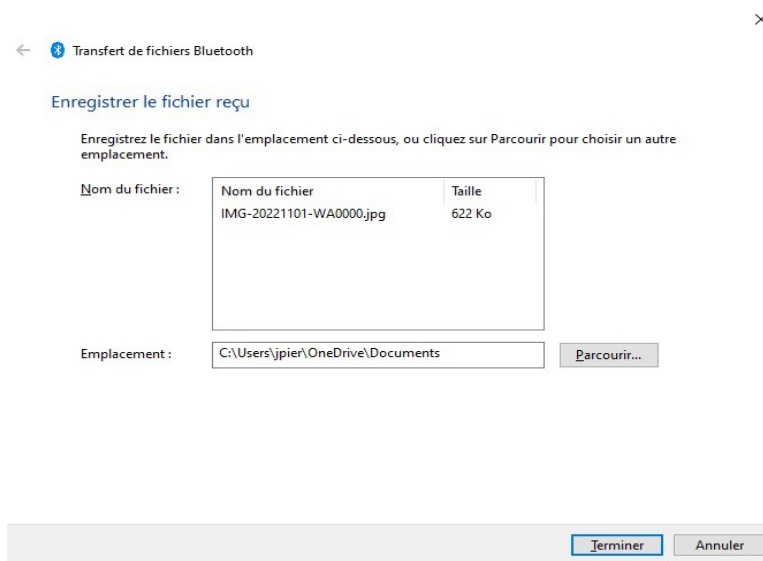 Transfert de fichiers Bluetooth
Enregistrer le fichier reçu
Enregistrez le fichier dans l'emplacement ci-dessous, ou cliquez sur Parcourir pour choisir un autre
emplacement.
Nom du fichier :
Nom du fichier Taille
IMG-20221101-WA0000.jpg 622 Ko
Emplacement : C:\Users\jpier\OneDrive\Documents Parcourir...
Terminer Annuler